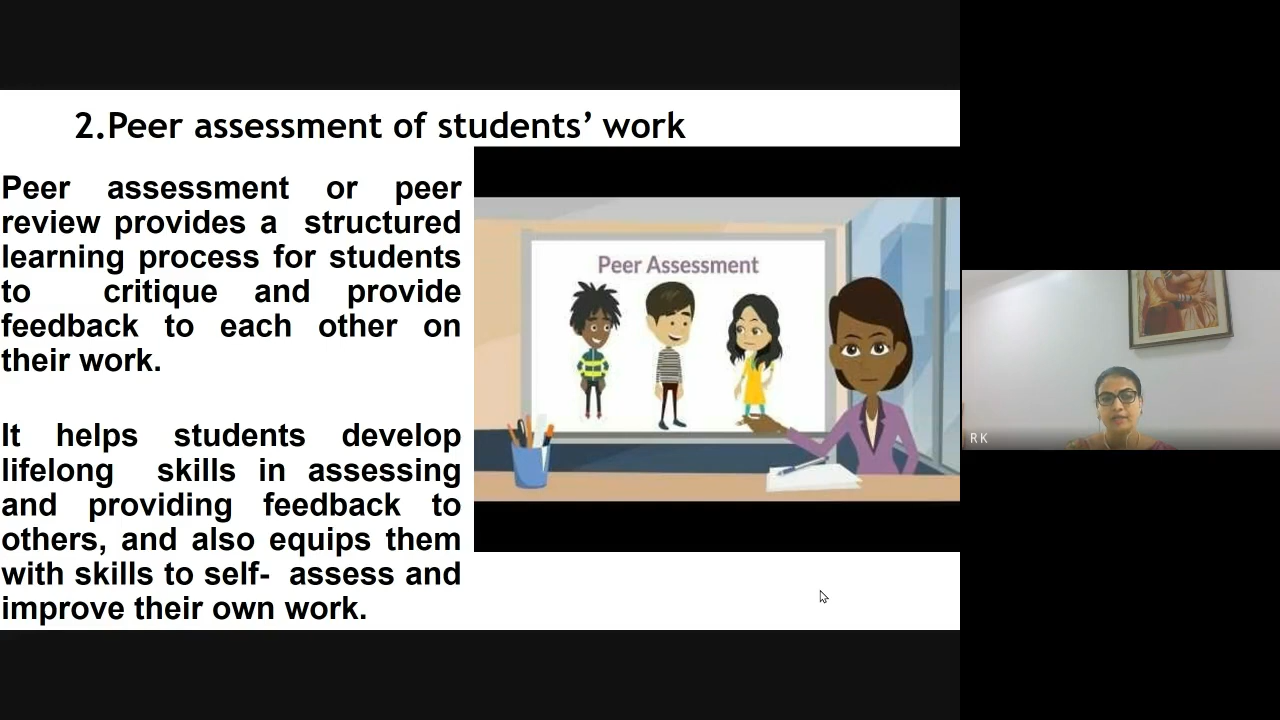 2.Peer assessment of students’ work
Peer assessment or peer
review provides a structured
learning process for students
to critique and provide
feedback to each other on
their work.
It helps students develop
lifelong skills in assessing
and providing feedback to
others, and also equips them
with skills to self- assess and
improve their own work.
Peer Assessment
RK